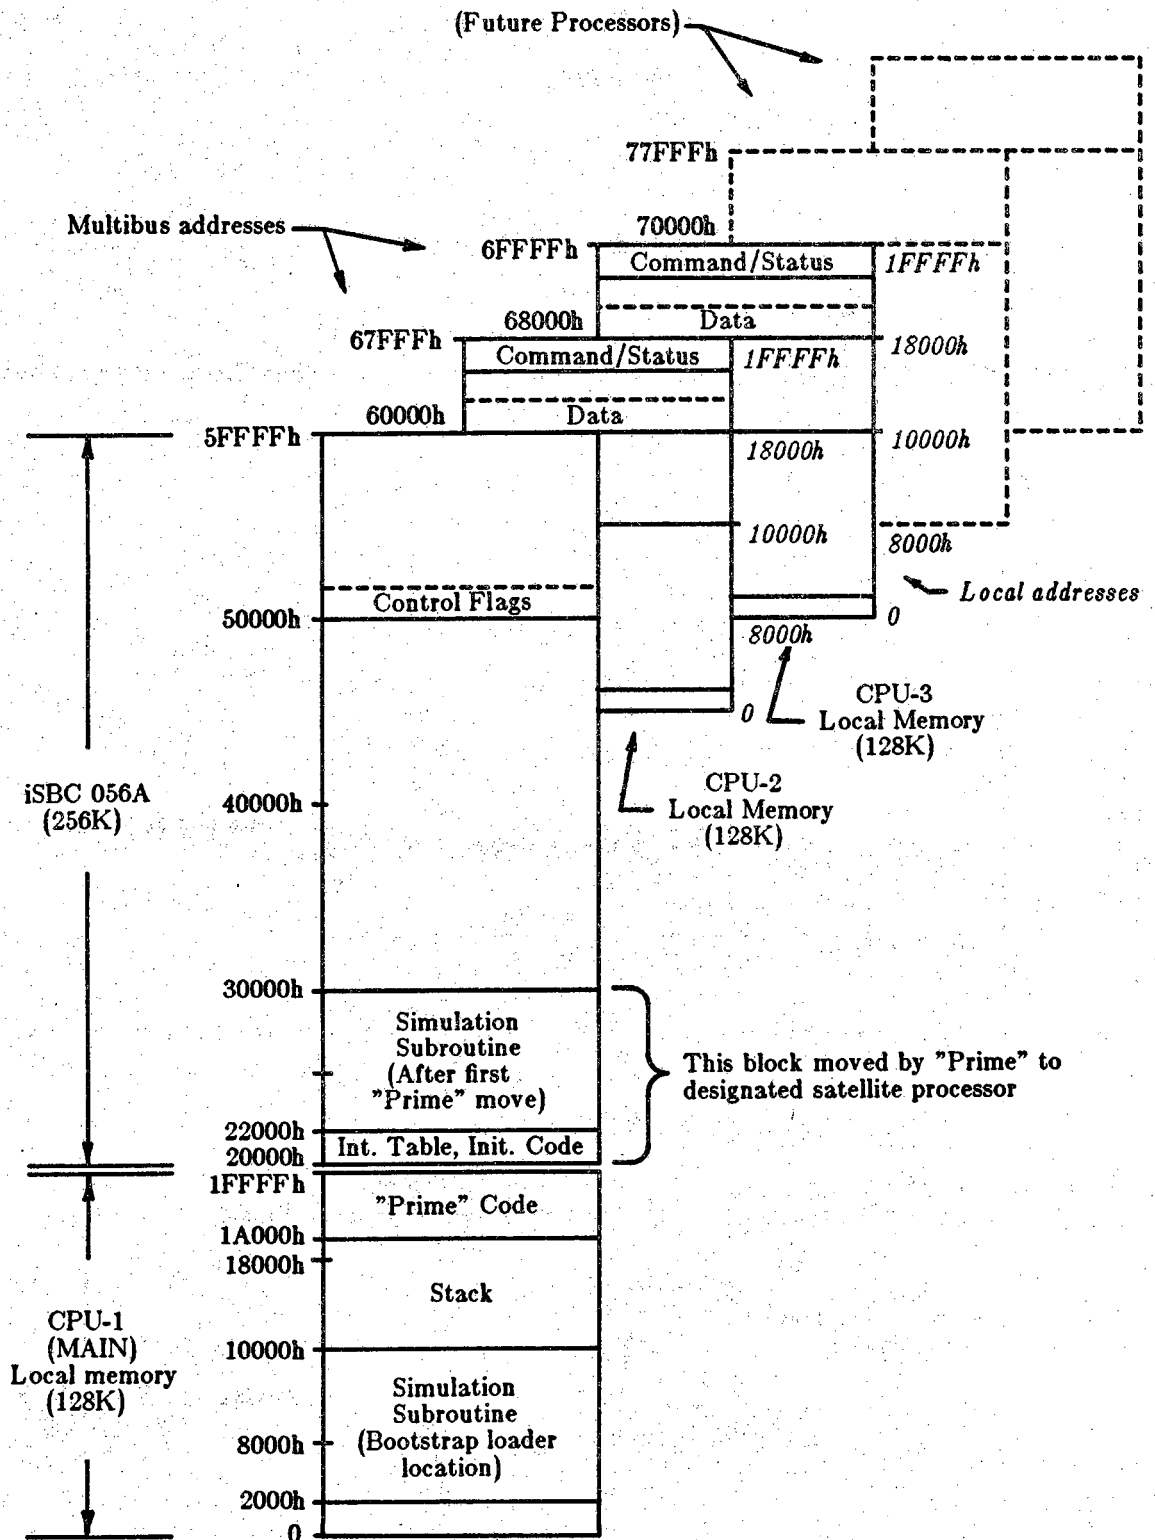 (Future Processors)
77FFFh
Multibus addresses
70000h
6FFFFh
Command/Status
1FFFFh
68000h
Data
67FFFh
Command/Status
1FFFFh
18000h
60000h
Data
5FFFFh
18000h
10000h
10000h
8000h
Control Flags
Local addresses
50000h
8000h
0
CPU-3
Local Memory
(128K)
0
CPU-2
Local Memory
(128K)
iSBC 056A
(256K)
40000h
30000h
Simulation
Subroutine
(After first
"Prime" move)
This block moved by "Prime" to
designated satellite processor
22000h
Int. Table, Init. Code
20000h
1FFFFh
"Prime" Code
1A000h
18000h
Stack
CPU-1
(MAIN)
Local memory
(128K)
10000h
Simulation
Subroutine
(Bootstrap loader
location)
8000h
2000h
0